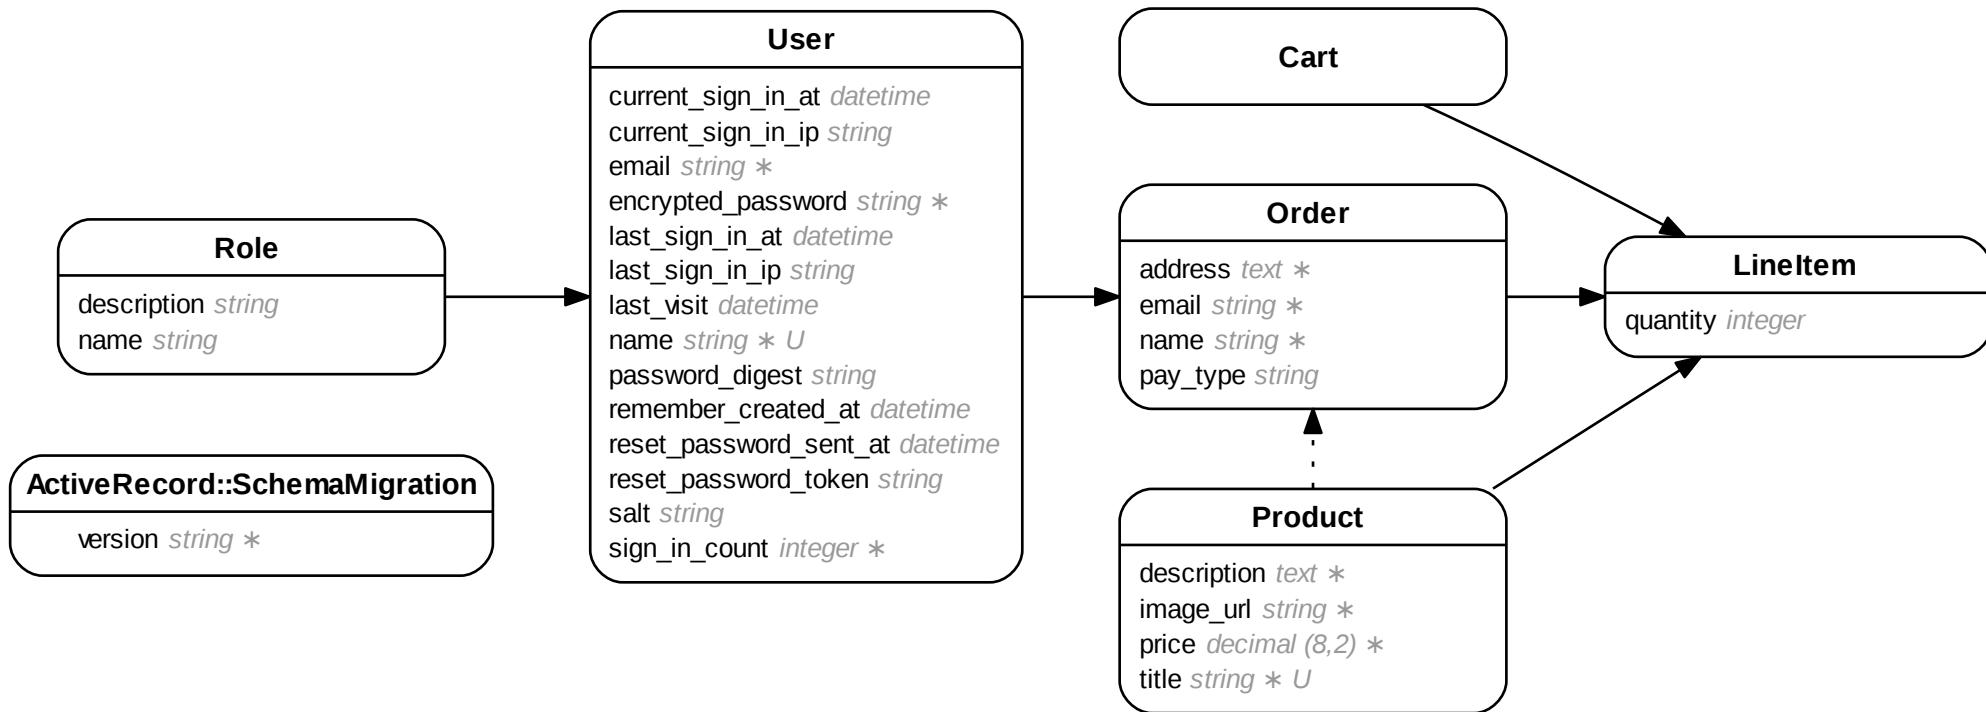 Role
description string
name string
ActiveRecord::SchemaMigration
version string ∗
User
current_sign_in_at datetime
current_sign_in_ip string
email string ∗
encrypted_password string ∗
last_sign_in_at datetime
last_sign_in_ip string
last_visit datetime
name string ∗ U
password_digest string
remember_created_at datetime
reset_password_sent_at datetime
reset_password_token string
salt string
sign_in_count integer ∗
Cart
Order
address text ∗
email string ∗
name string ∗
pay_type string
Product
description text ∗
image_url string ∗
price decimal (8,2) ∗
title string ∗ U
LineItem
quantity integer